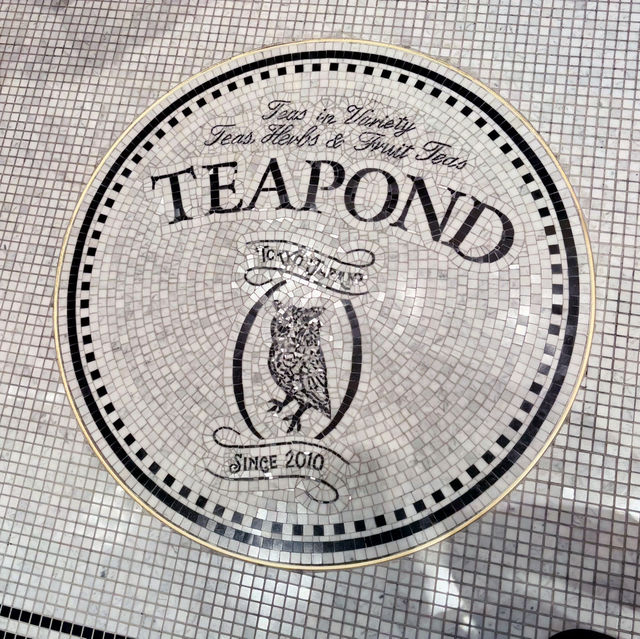 Teas in Variety
Teas, Herbs & Fruit Teas
TEAPOND
TOKYO JAPAN
SINCE 2010